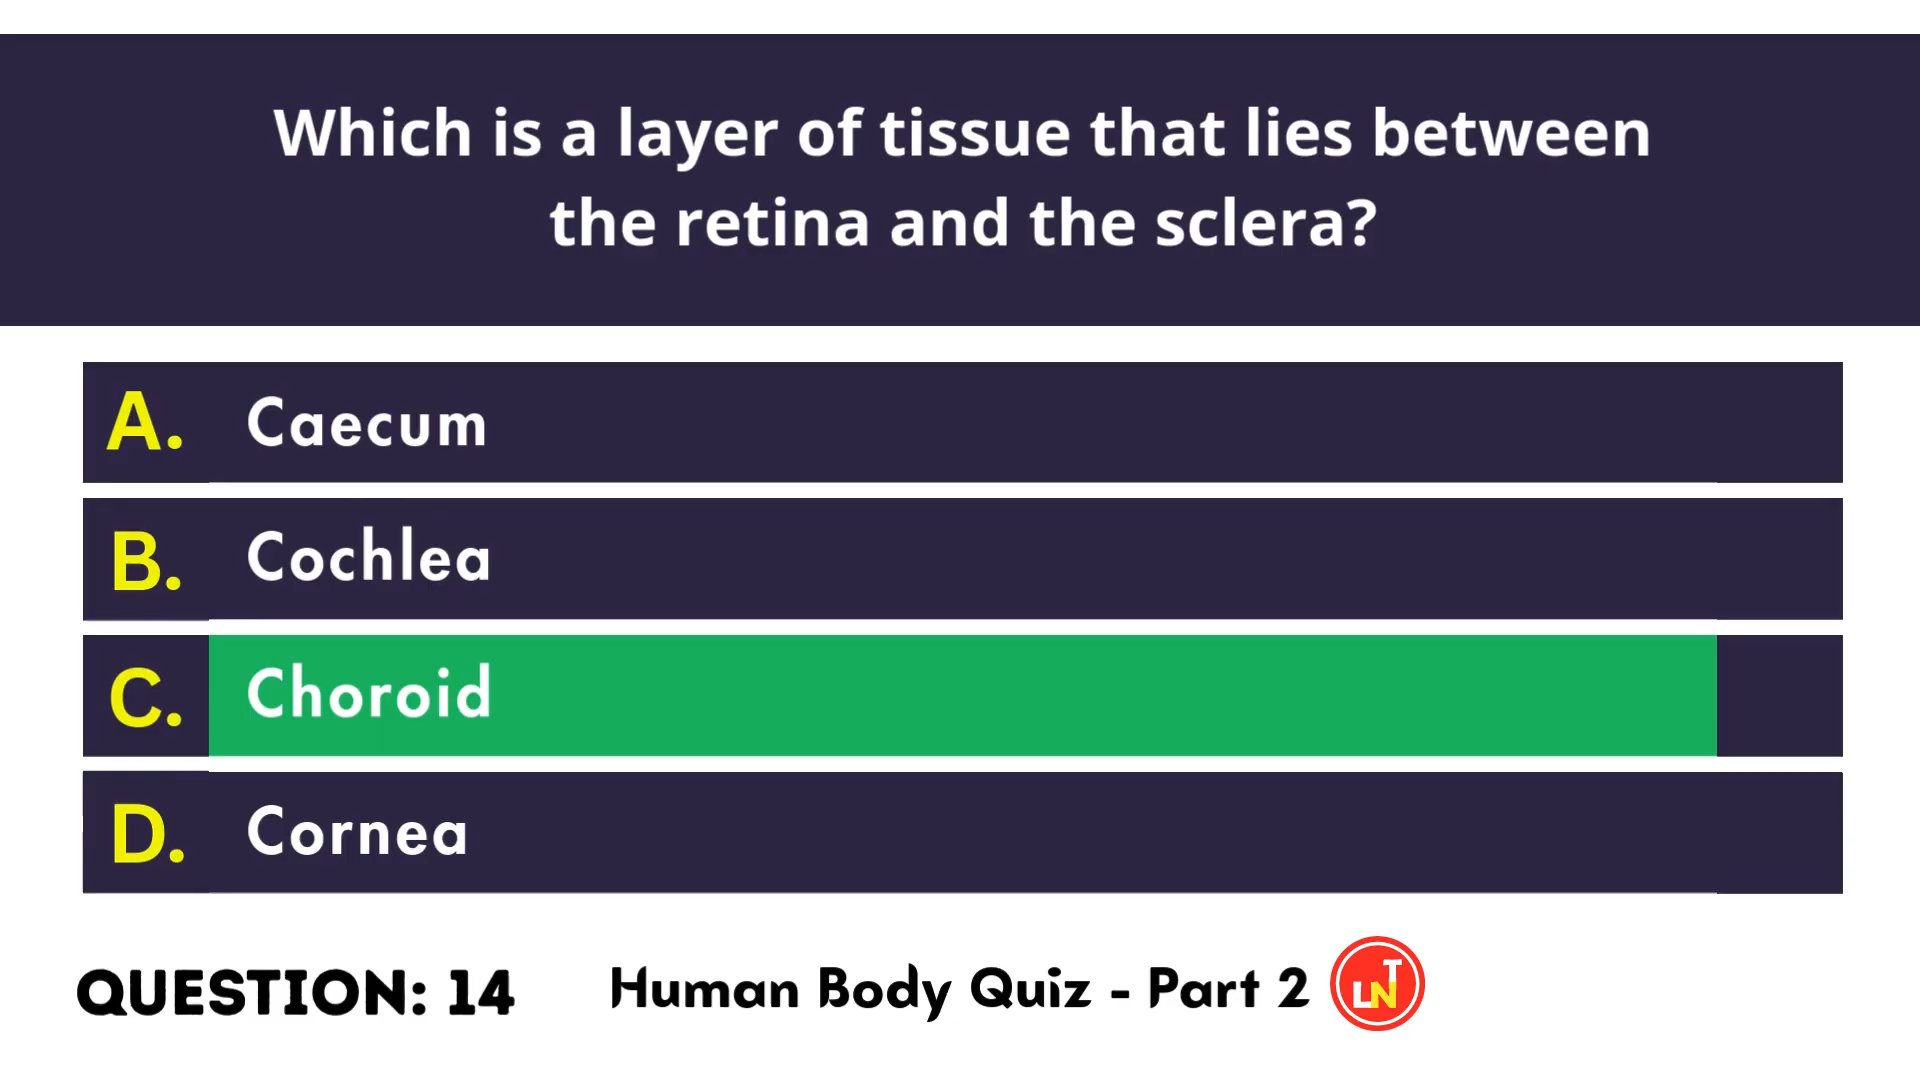 Which is a layer of tissue that lies between
the retina and the sclera?
A. Caecum
B. Cochlea
C. Choroid
D. Cornea
QUESTION: 14 Human Body Quiz - Part 2 LNT